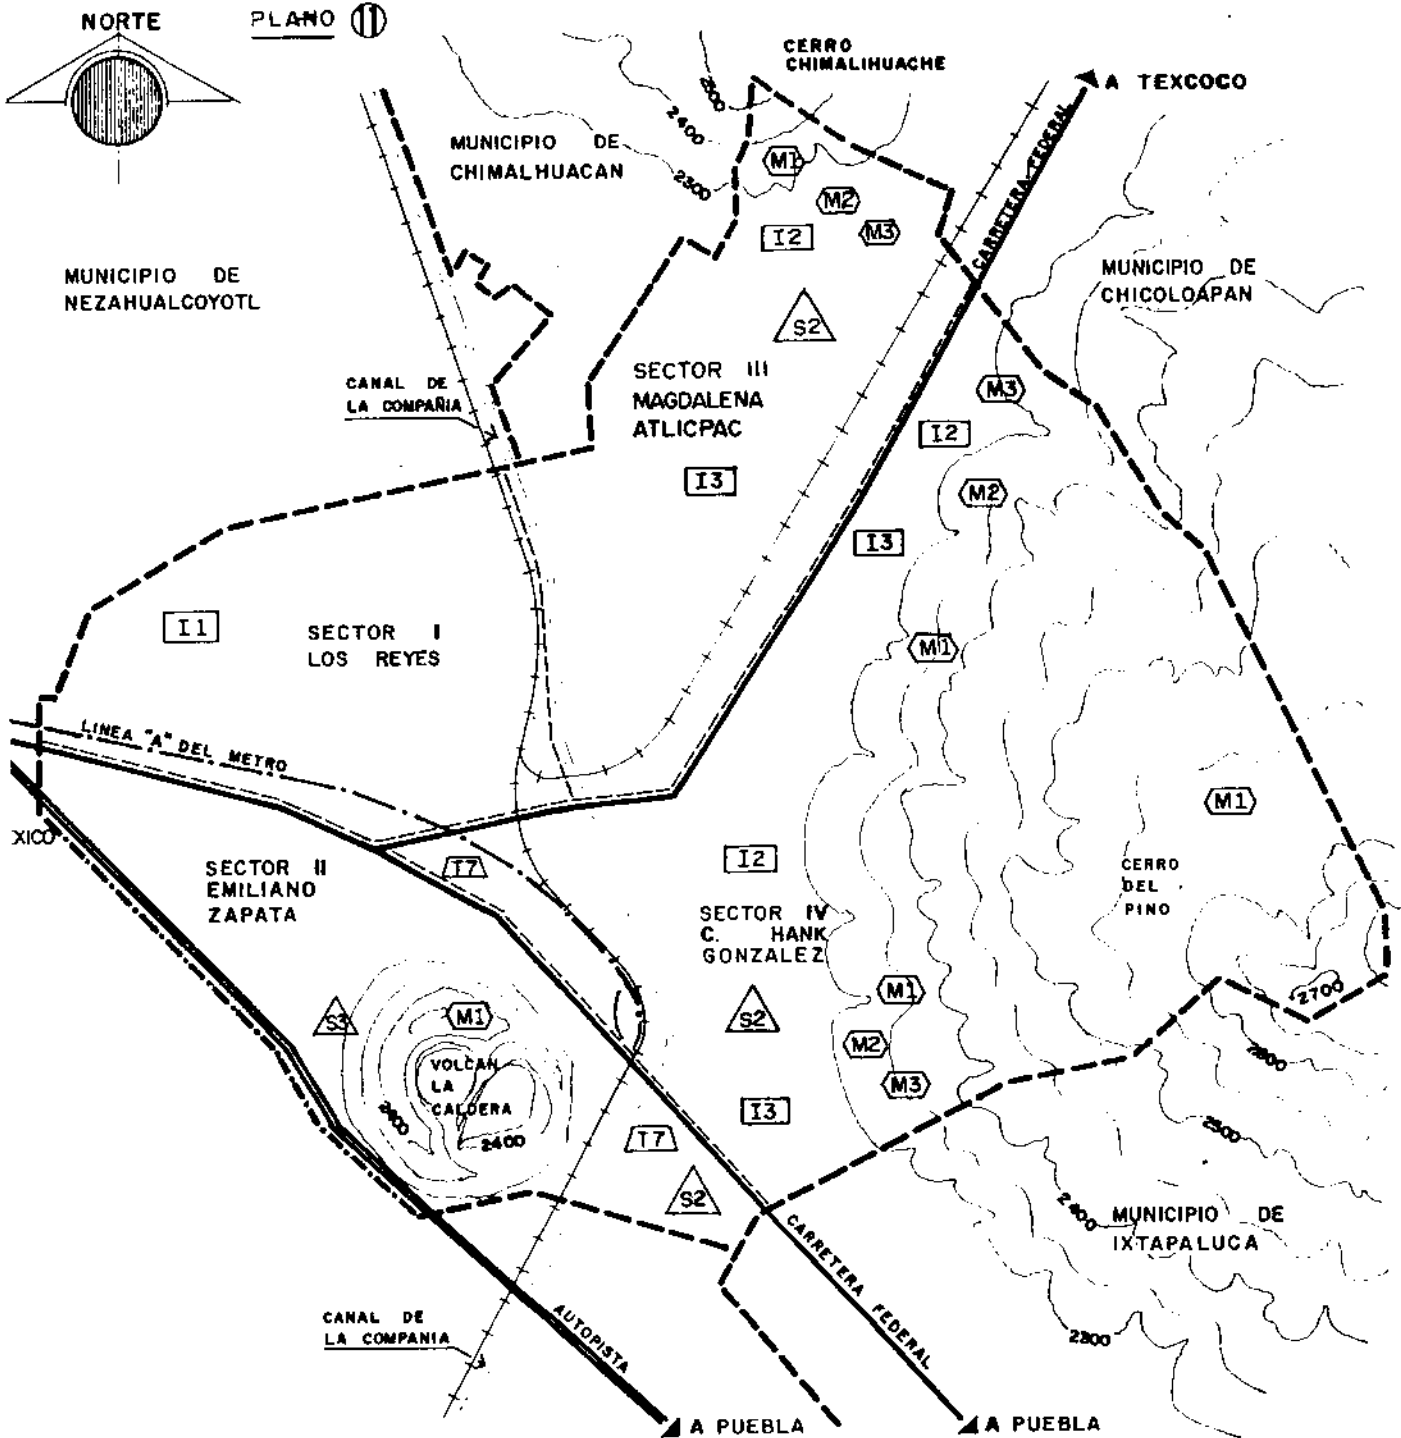 NORTE
PLANO 11
CERRO
CHIMALIHUACHE
A TEXCOCO
2500
2400
2300
MUNICIPIO DE
CHIMALHUACAN
M1
M2
M3
I2
CARRETERA FEDERAL
MUNICIPIO DE
NEZAHUALCOYOTL
MUNICIPIO DE
CHICOLOAPAN
S2
SECTOR III
MAGDALENA
ATLICPAC
CANAL DE
LA COMPAÑIA
M3
I2
I3
M2
I3
I1
SECTOR I
LOS REYES
M1
LINEA "A" DEL METRO
M1
XICO
SECTOR II
EMILIANO
ZAPATA
T7
I2
CERRO
DEL
PINO
SECTOR IV
C. HANK
GONZALEZ
M1
2700
S3
M1
S2
M2
M3
VOLCAN
LA
CALDERA
2400
2400
I3
T7
2600
2500
S2
2400
MUNICIPIO DE
IXTAPALUCA
CARRETERA FEDERAL
CANAL DE
LA COMPANIA
AUTOPISTA
2300
A PUEBLA
A PUEBLA